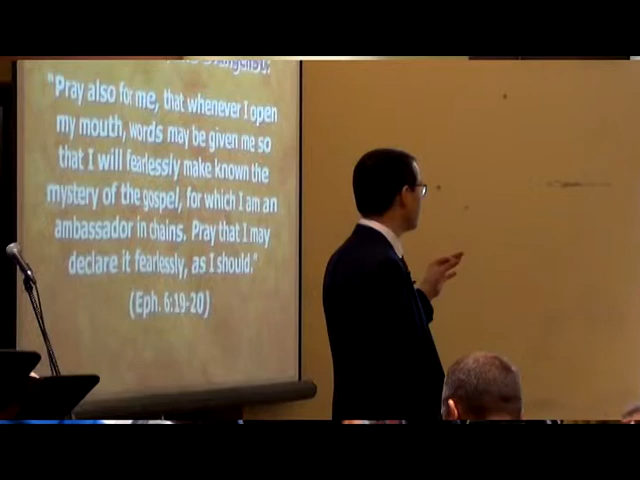 Evangelist:
"Pray also for me, that whenever I open
my mouth, words may be given me so
that I will fearlessly make known the
mystery of the gospel, for which I am an
ambassador in chains. Pray that I may
declare it fearlessly, as I should."
(Eph. 6:19-20)